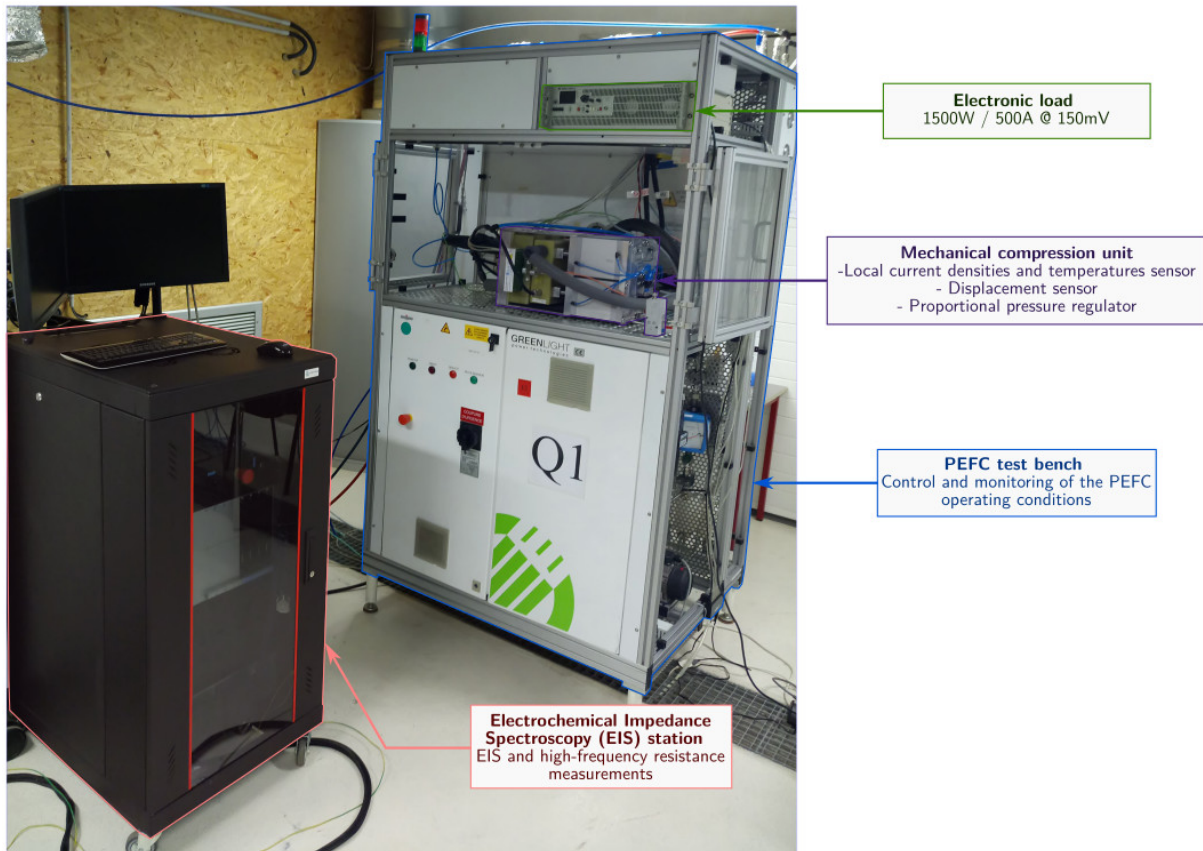 Electronic load
1500W / 500A @ 150mV
Mechanical compression unit
-Local current densities and temperatures sensor
- Displacement sensor
- Proportional pressure regulator
GREENLIGHT
power technologies
Q1
PEFC test bench
Control and monitoring of the PEFC
operating conditions
Electrochemical Impedance
Spectroscopy (EIS) station
EIS and high-frequency resistance
measurements